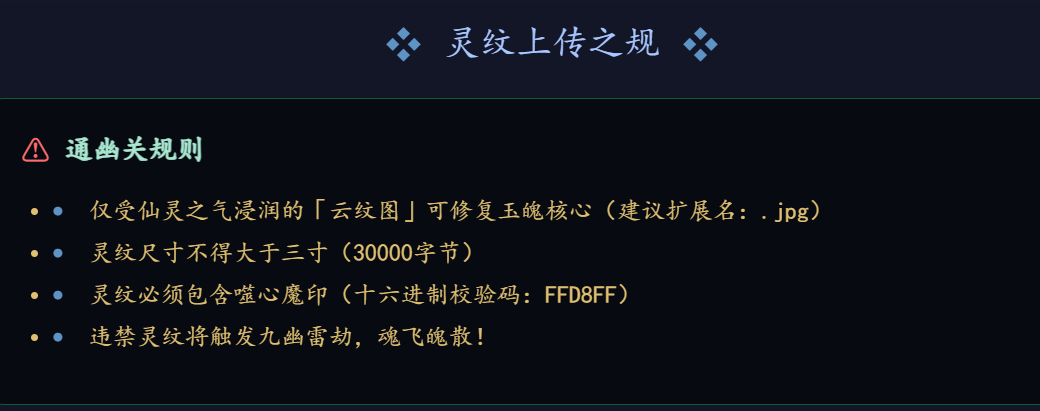 灵纹上传之规
通幽关规则
仅受仙灵之气浸润的「云纹图」可修复玉魄核心（建议扩展名：.jpg）
灵纹尺寸不得大于三寸（30000字节）
灵纹必须包含噬心魔印（十六进制校验码：FFD8FF）
违禁灵纹将触发九幽雷劫，魂飞魄散！